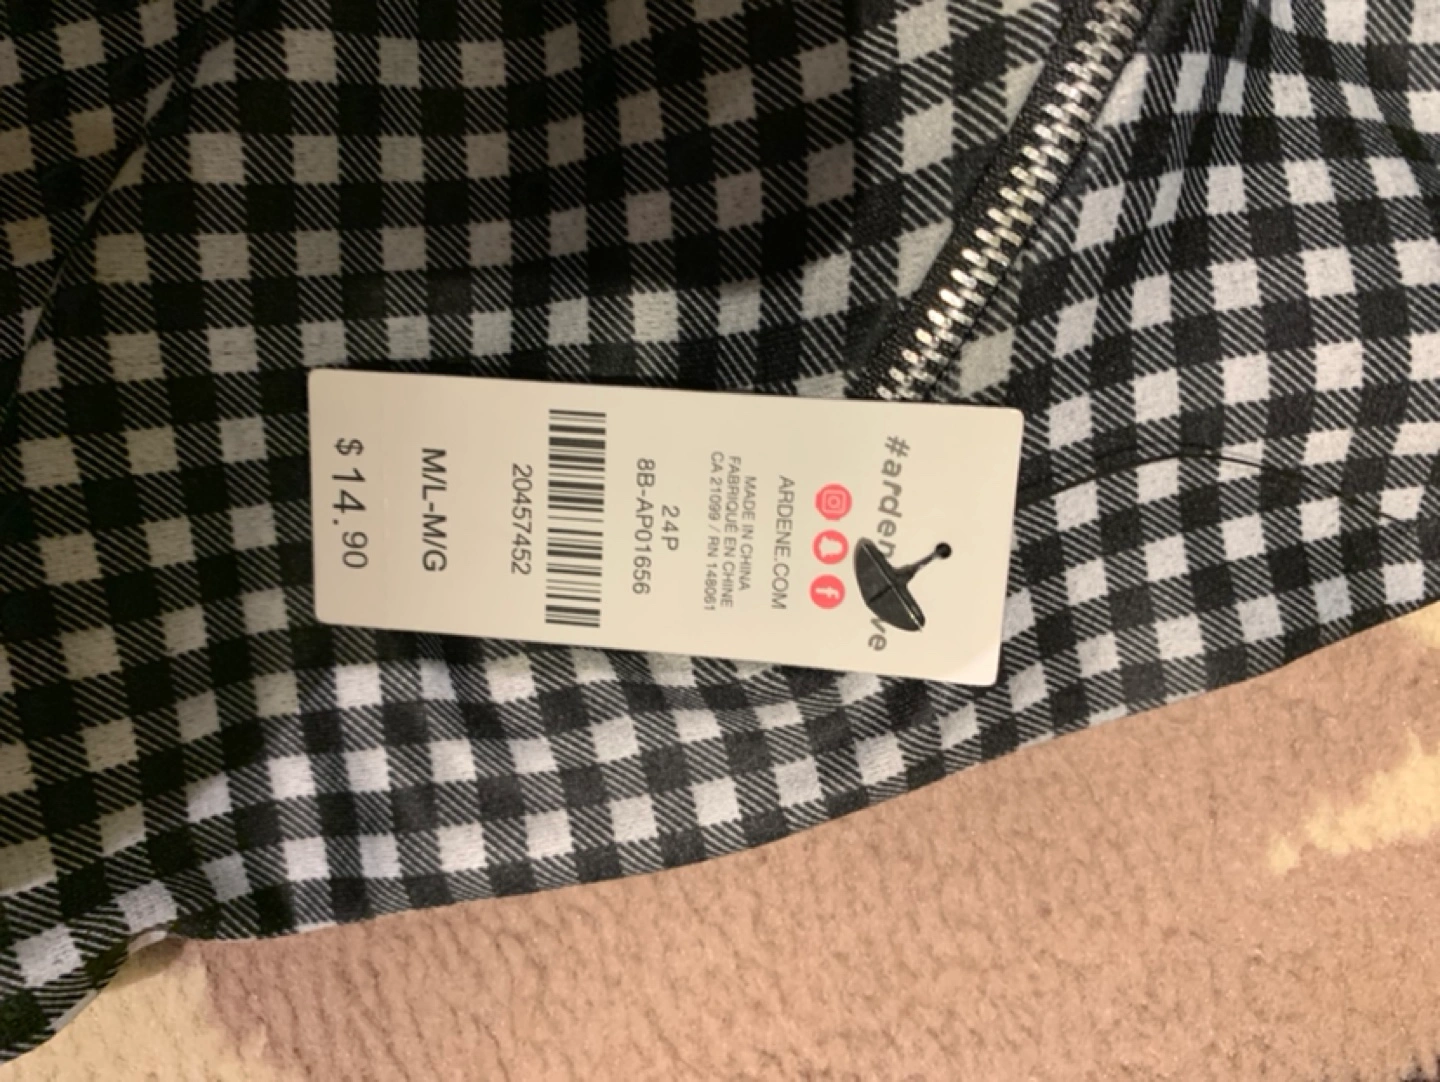 #arden ve
ARDENE.COM
MADE IN CHINA
FABRIQUÉ EN CHINE
CA 21099 / RN 148061
24P
8B-AP01656
20457452
M/L-M/G
$ 14.90